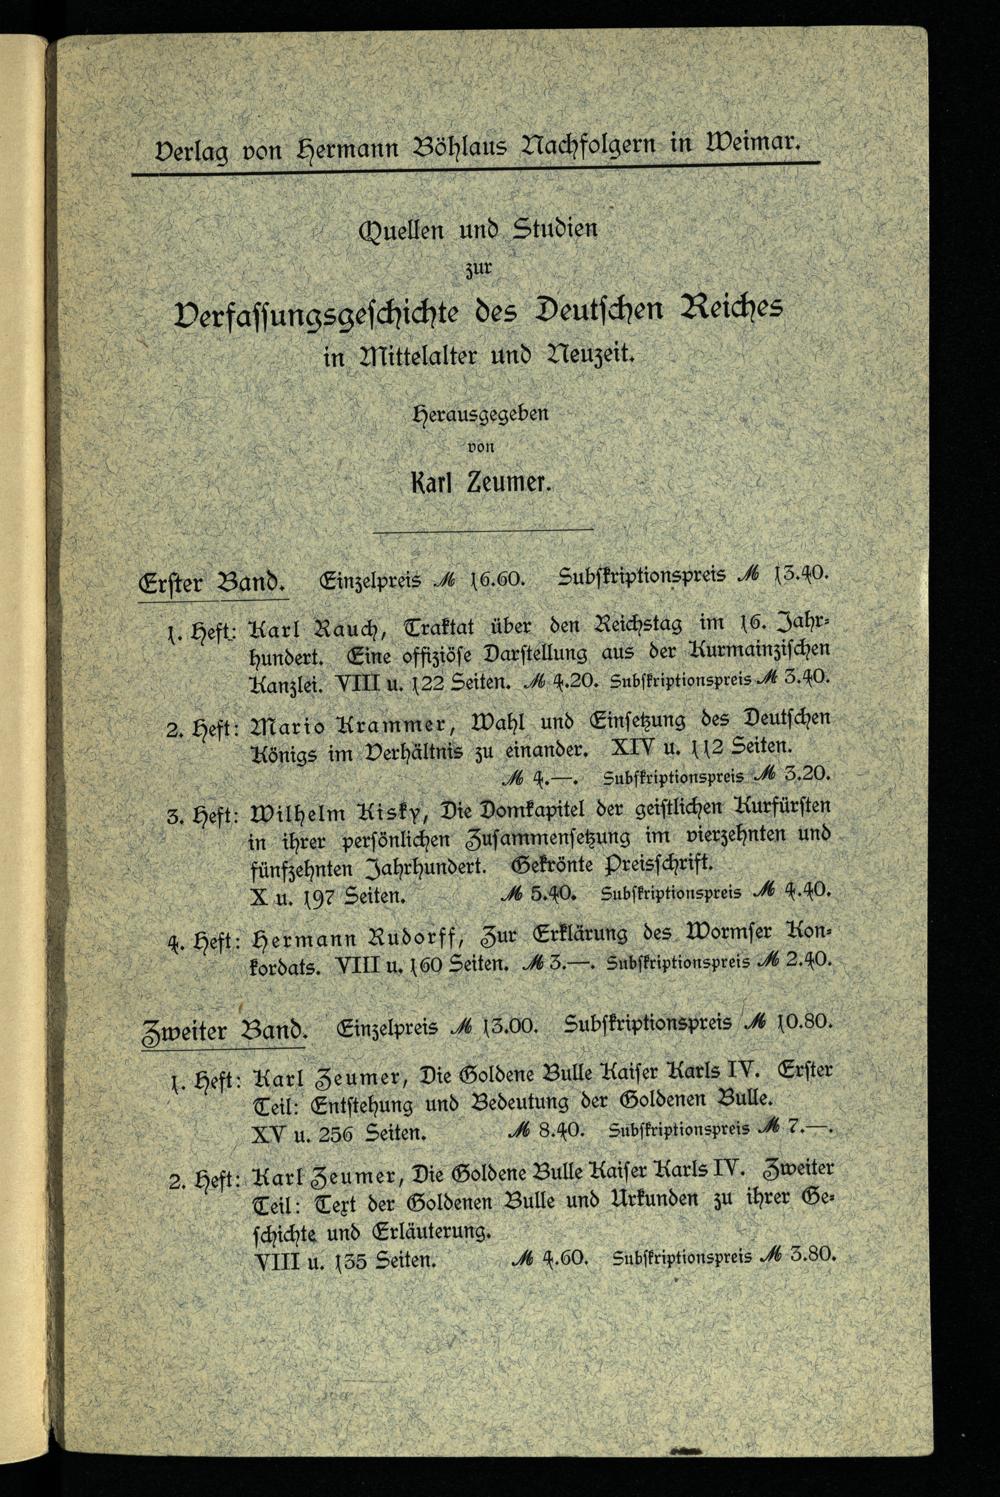 Verlag von Hermann Böhlaus Nachfolgern in Weimar.
Quellen und Studien
zur
Verfassungsgeschichte des Deutschen Reiches
in Mittelalter und Neuzeit.
Herausgegeben
von
Karl Zeumer.
Erster Band. Einzelpreis ℳ 16.60. Subskriptionspreis ℳ 13.40.
1. Heft: Karl Rauch, Traktat über den Reichstag im 16. Jahr-
hundert. Eine offiziöse Darstellung aus der Kurmainzischen
Kanzlei. VIII u. 122 Seiten. ℳ 4.20. Subskriptionspreis ℳ 3.40.
2. Heft: Mario Krammer, Wahl und Einsetzung des Deutschen
Königs im Verhältnis zu einander. XIV u. 112 Seiten.
ℳ 4.—. Subskriptionspreis ℳ 3.20.
3. Heft: Wilhelm Kisky, Die Domkapitel der geistlichen Kurfürsten
in ihrer persönlichen Zusammensetzung im vierzehnten und
fünfzehnten Jahrhundert. Gekrönte Preisschrift.
X u. 197 Seiten. ℳ 5.40. Subskriptionspreis ℳ 4.40.
4. Heft: Hermann Rudorff, Zur Erklärung des Wormser Kon-
kordats. VIII u. 160 Seiten. ℳ 3.—. Subskriptionspreis ℳ 2.40.
Zweiter Band. Einzelpreis ℳ 13.00. Subskriptionspreis ℳ 10.80.
1. Heft: Karl Zeumer, Die Goldene Bulle Kaiser Karls IV. Erster
Teil: Entstehung und Bedeutung der Goldenen Bulle.
XV u. 256 Seiten. ℳ 8.40. Subskriptionspreis ℳ 7.—.
2. Heft: Karl Zeumer, Die Goldene Bulle Kaiser Karls IV. Zweiter
Teil: Text der Goldenen Bulle und Urkunden zu ihrer Ge-
schichte und Erläuterung.
VIII u. 135 Seiten. ℳ 4.60. Subskriptionspreis ℳ 3.80.